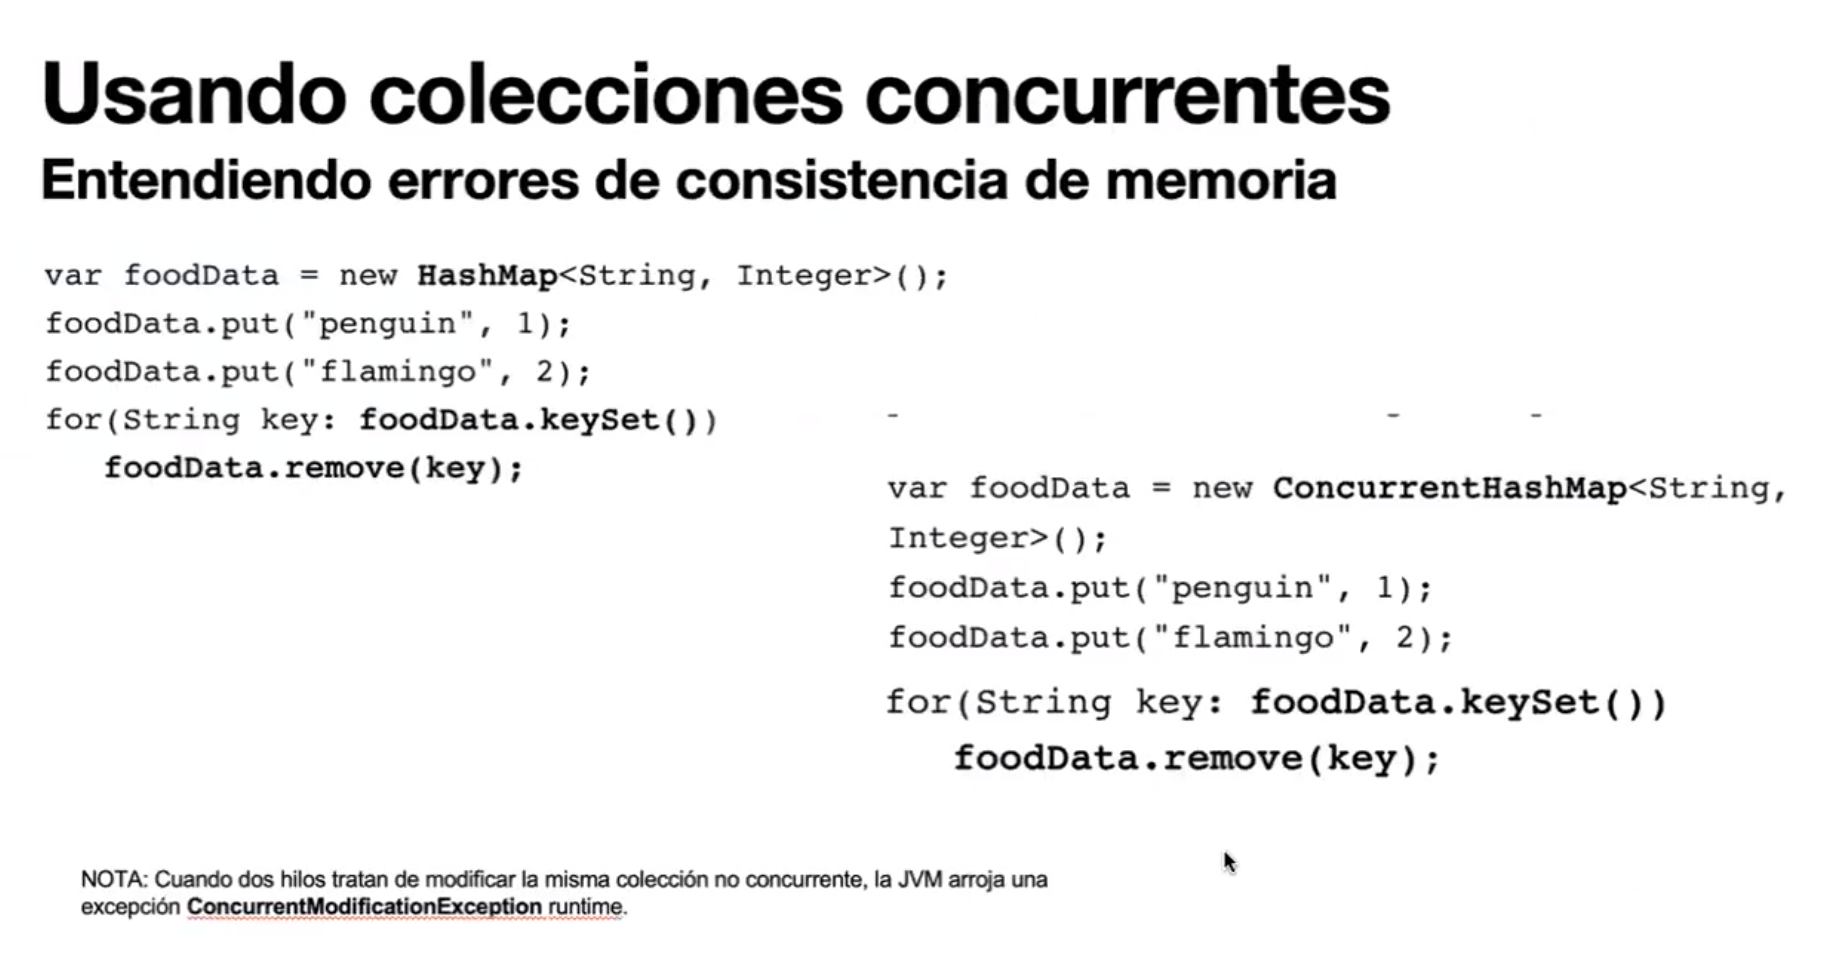 Usando colecciones concurrentes
Entendiendo errores de consistencia de memoria
var foodData = new HashMap<String, Integer>();
foodData.put("penguin", 1);
foodData.put("flamingo", 2);
for(String key: foodData.keySet())
foodData.remove(key);
var foodData = new ConcurrentHashMap<String,
Integer>();
foodData.put("penguin", 1);
foodData.put("flamingo", 2);
for(String key: foodData.keySet())
foodData.remove(key);
NOTA: Cuando dos hilos tratan de modificar la misma colección no concurrente, la JVM arroja una
excepción ConcurrentModificationException runtime.